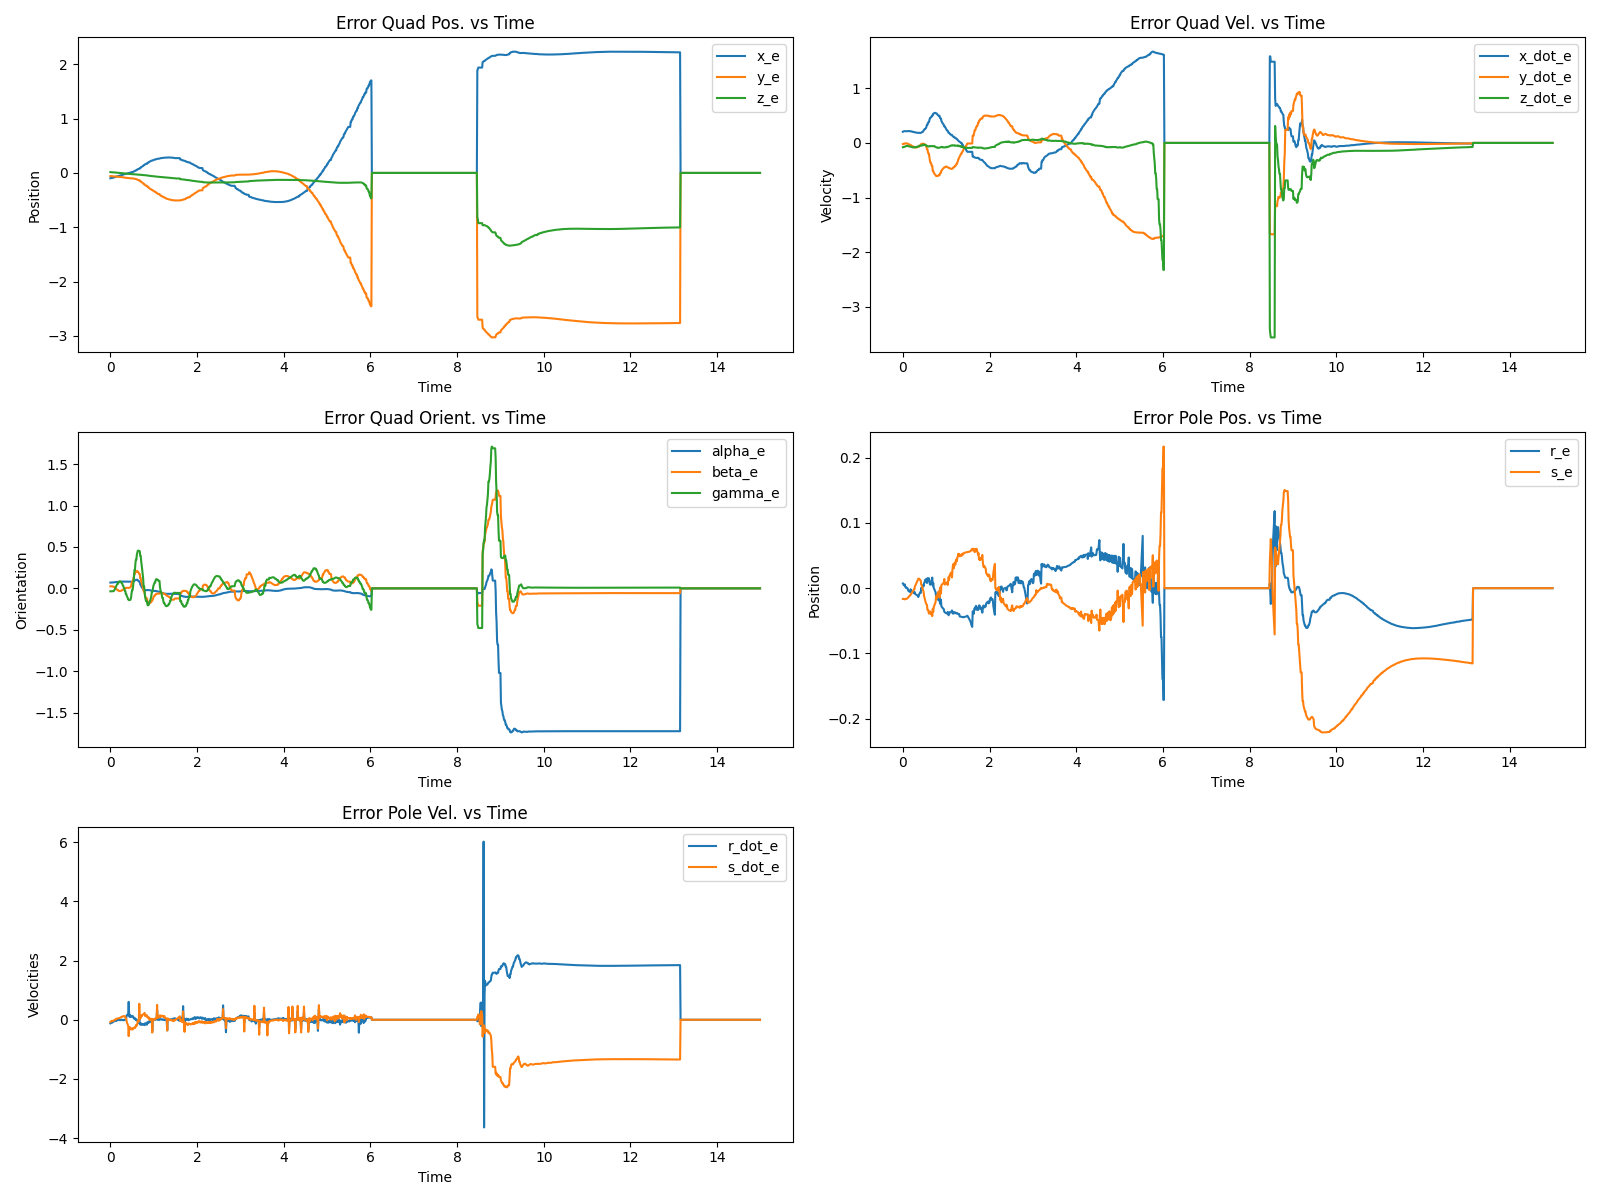 Error Quad Pos. vs Time
Position
2
1
0
−1
−2
−3
x_e
y_e
z_e
0 2 4 6 8 10 12 14
Time
Error Quad Vel. vs Time
Velocity
1
0
−1
−2
−3
x_dot_e
y_dot_e
z_dot_e
0 2 4 6 8 10 12 14
Time
Error Quad Orient. vs Time
Orientation
1.5
1.0
0.5
0.0
−0.5
−1.0
−1.5
alpha_e
beta_e
gamma_e
0 2 4 6 8 10 12 14
Time
Error Pole Pos. vs Time
Position
0.2
0.1
0.0
−0.1
−0.2
r_e
s_e
0 2 4 6 8 10 12 14
Time
Error Pole Vel. vs Time
Velocities
6
4
2
0
−2
−4
r_dot_e
s_dot_e
0 2 4 6 8 10 12 14
Time